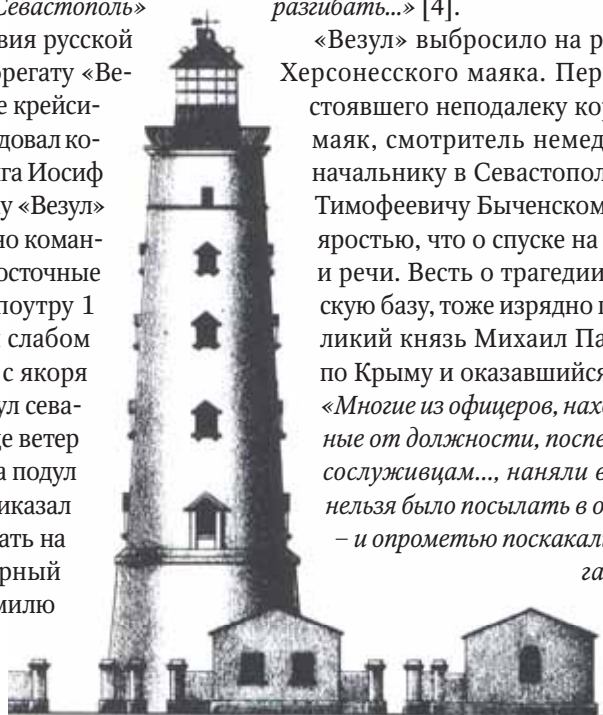 Севастополь»
вия русской
регату «Ве-
е крейси-
довал ко-
га Иосиф
у «Везул»
но коман-
осточные
поутру 1
слабом
с якоря
ул сева-
де ветер
а подул
иказал
ать на
рный
милю
разгибать...» [4].
«Везул» выбросило на р
Херсонесского маяка. Пер
стоявшего неподалеку ко
маяк, смотритель немед
начальнику в Севастопол
Тимофеевичу Быченском
яростью, что о спуске на
и речи. Весть о трагедии
скую базу, тоже изрядно
ликий князь Михаил Па
по Крыму и оказавшийся
«Многие из офицеров, нах
ные от должности, поспе
сослуживцам..., наняли в
нельзя было посылать в о
– и опрометью поскакал
га